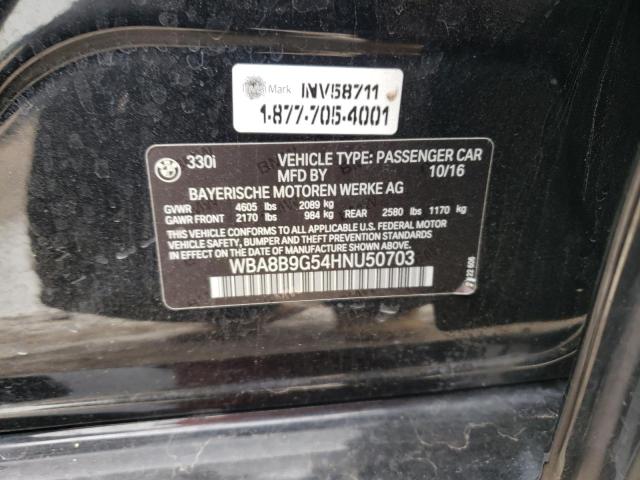 Mark INV58711
1-877-705-4001
330i VEHICLE TYPE: PASSENGER CAR
MFD BY 10/16
BAYERISCHE MOTOREN WERKE AG
GVWR 4605 lbs 2089 kg
GAWR FRONT 2170 lbs 984 kg REAR 2580 lbs 1170 kg
THIS VEHICLE CONFORMS TO ALL APPLICABLE U.S. FEDERAL MOTOR
VEHICLE SAFETY, BUMPER AND THEFT PREVENTION STANDARDS IN
EFFECT ON THE DATE OF MANUFACTURE SHOWN ABOVE.
WBA8B9G54HNU50703